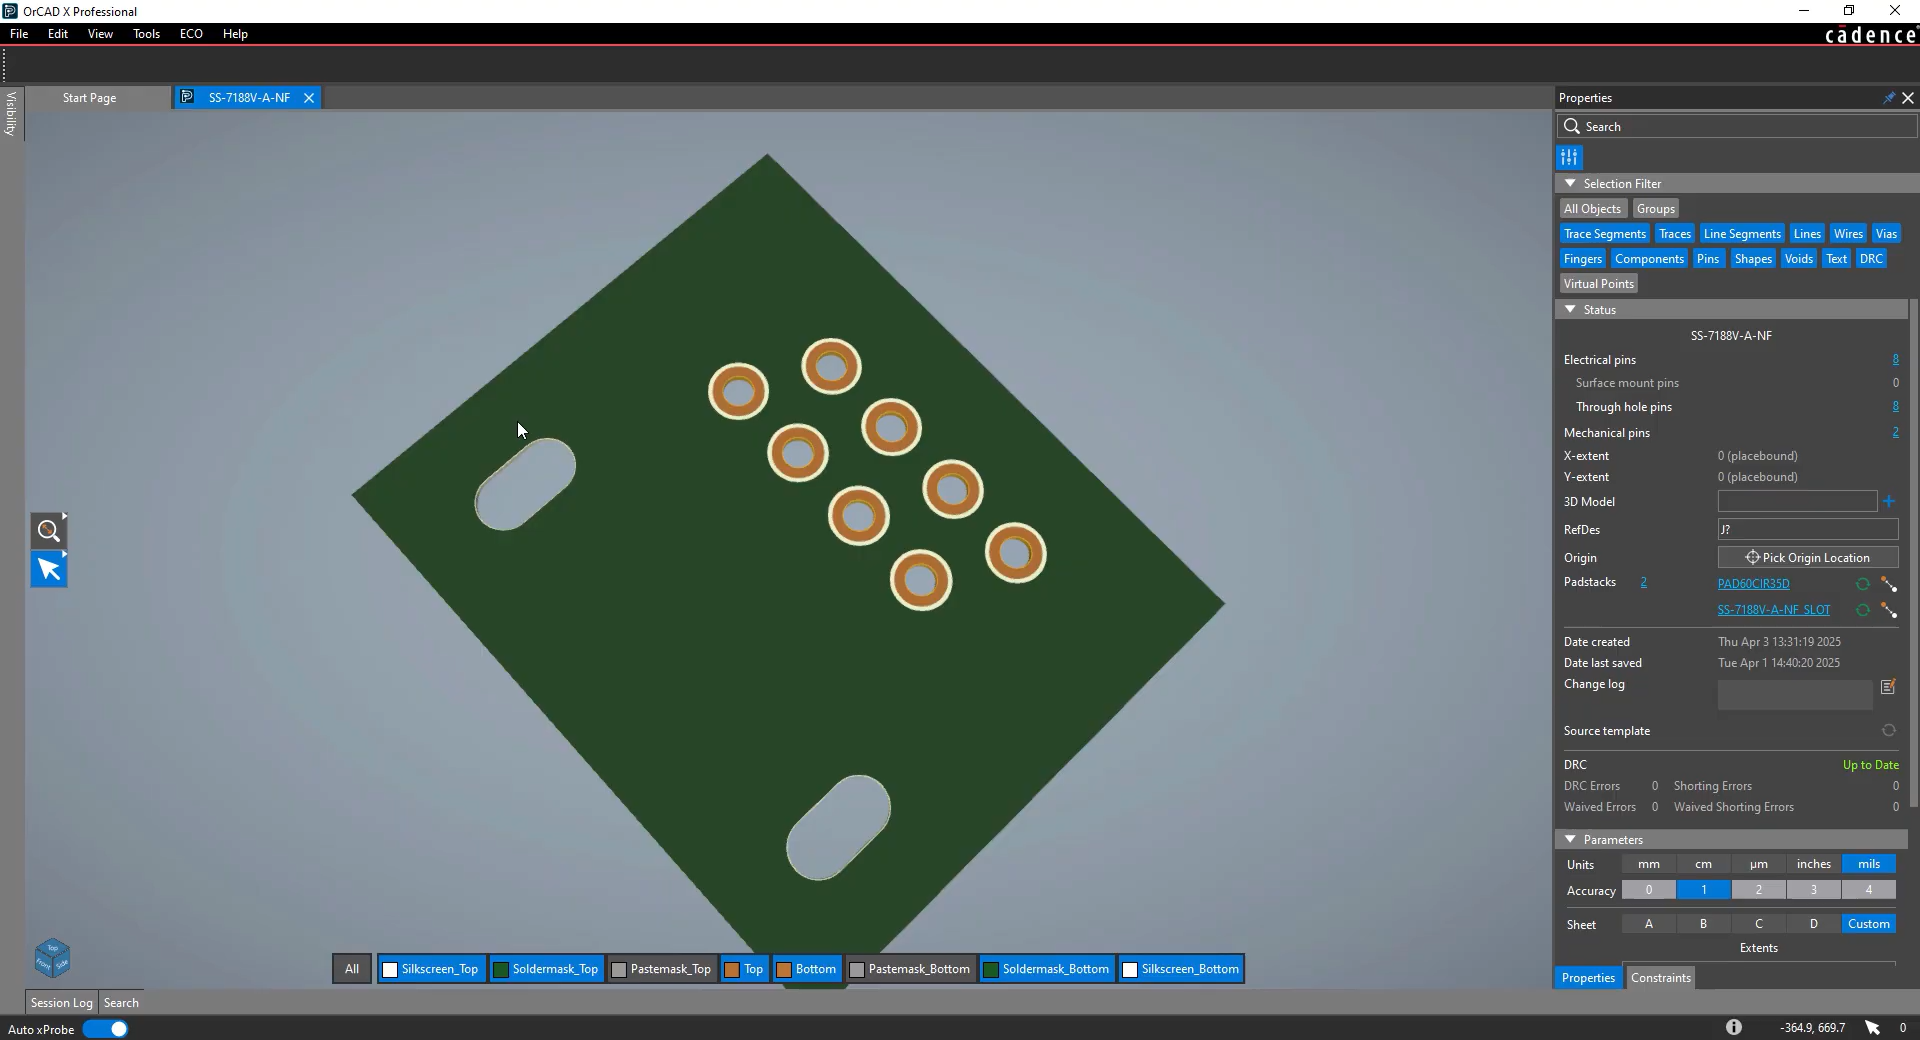 OrCAD X Professional
File Edit View Tools ECO Help
cādence
Visibility
Start Page
SS-7188V-A-NF
Properties
Search
Selection Filter
All Objects Groups
Trace Segments Traces Line Segments Lines Wires Vias
Fingers Components Pins Shapes Voids Text DRC
Virtual Points
Status
SS-7188V-A-NF
Electrical pins 8
Surface mount pins 0
Through hole pins 8
Mechanical pins 2
X-extent 0 (placebound)
Y-extent 0 (placebound)
3D Model
RefDes J?
Origin Pick Origin Location
Padstacks 2 PAD60CIR35D
SS-7188V-A-NF_SLOT
Date created Thu Apr 3 13:31:19 2025
Date last saved Tue Apr 1 14:40:20 2025
Change log
Source template
DRC Up to Date
DRC Errors 0 Shorting Errors 0
Waived Errors 0 Waived Shorting Errors 0
Parameters
Units mm cm µm inches mils
Accuracy 0 1 2 3 4
Sheet A B C D Custom
Extents
Properties Constraints
Top
Front Side
All Silkscreen_Top Soldermask_Top Pastemask_Top Top Bottom Pastemask_Bottom Soldermask_Bottom Silkscreen_Bottom
Session Log Search
Auto xProbe
-364.9, 669.7 0